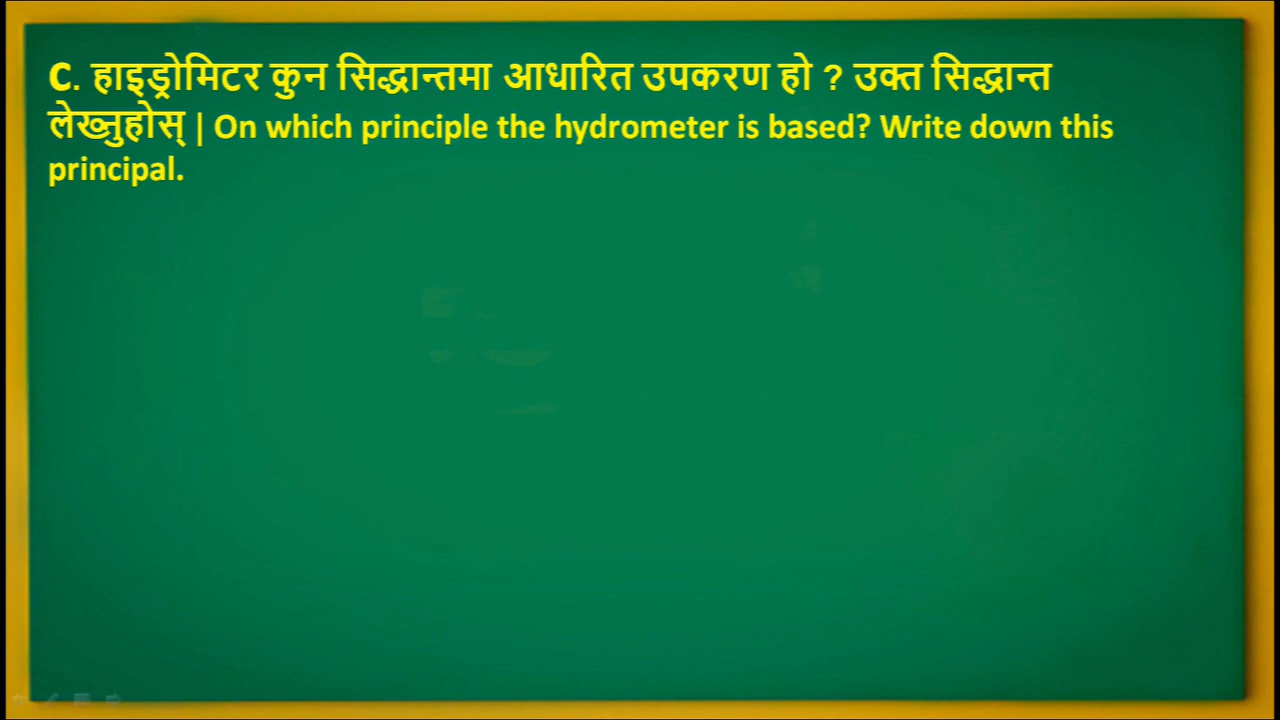 C. हाइड्रोमिटर कुन सिद्धान्तमा आधारित उपकरण हो ? उक्त सिद्धान्त
लेख्नुहोस् | On which principle the hydrometer is based? Write down this
principal.